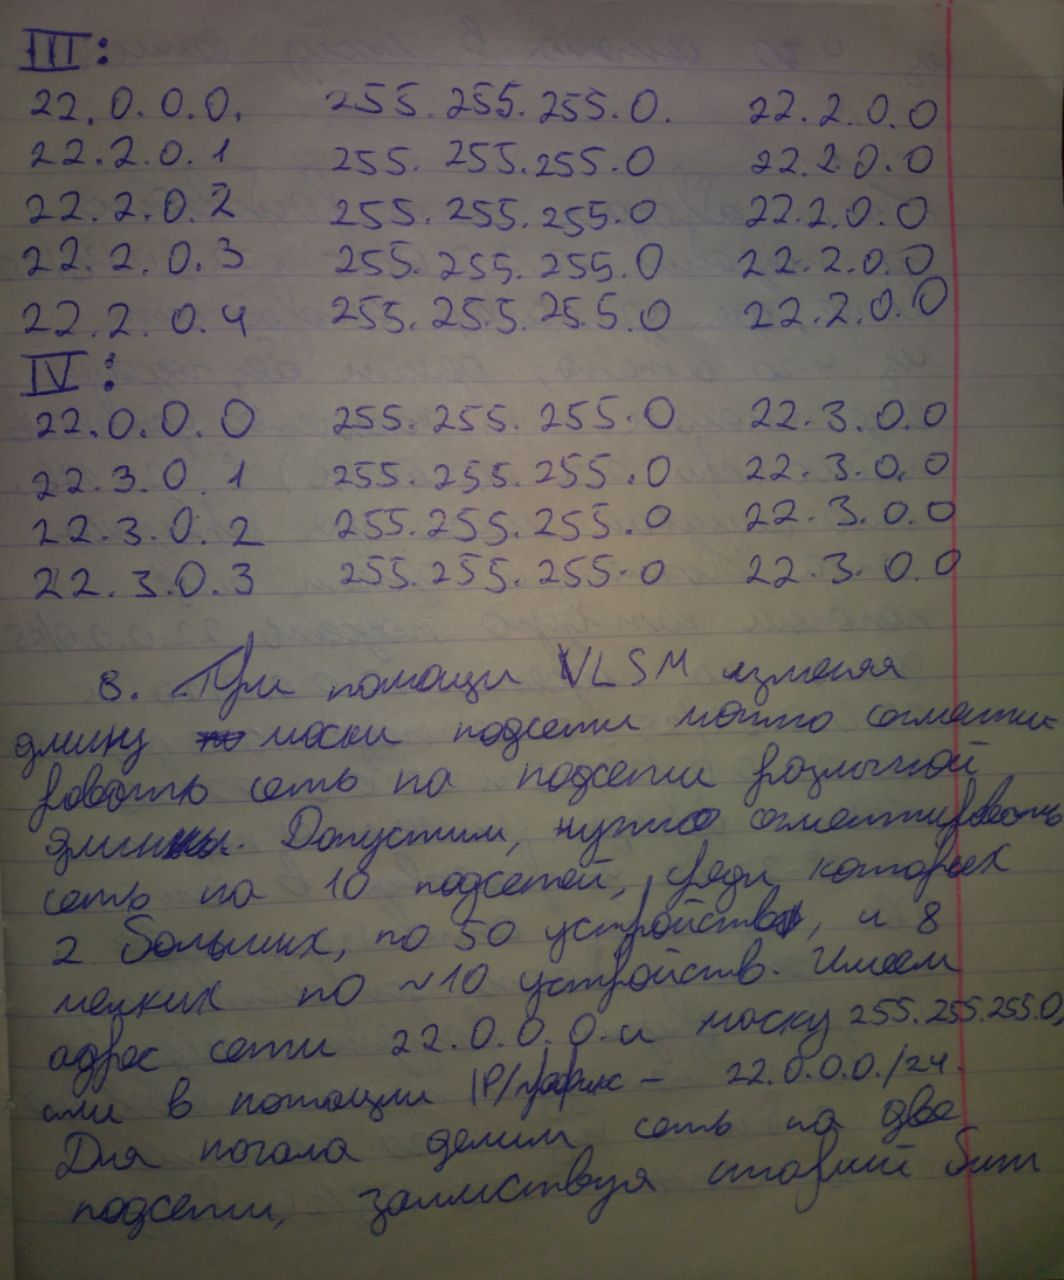 III:
22.0.0.0. 255.255.255.0. 22.2.0.0
22.2.0.1 255.255.255.0 22.2.0.0
22.2.0.2 255.255.255.0 22.2.0.0
22.2.0.3 255.255.255.0 22.2.0.0
22.2.0.4 255.255.255.0 22.2.0.0
IV:
22.0.0.0 255.255.255.0 22.3.0.0
22.3.0.1 255.255.255.0 22.3.0.0
22.3.0.2 255.255.255.0 22.3.0.0
22.3.0.3 255.255.255.0 22.3.0.0
8. При помощи VLSM изменяя
длину маски подсети можно сегменти-
ровать сеть на подсети различной
длины. Допустим, нужно сегментировать
сеть на 10 подсетей, среди которых
2 больших, по 50 устройств, и 8
мелких по ~10 устройств. Имеем
адрес сети 22.0.0.0. и маску 255.255.255.0,
или в нотации IP/префикс - 22.0.0.0./24.
Для начала делим сеть на две
подсети, заимствуя старший бит